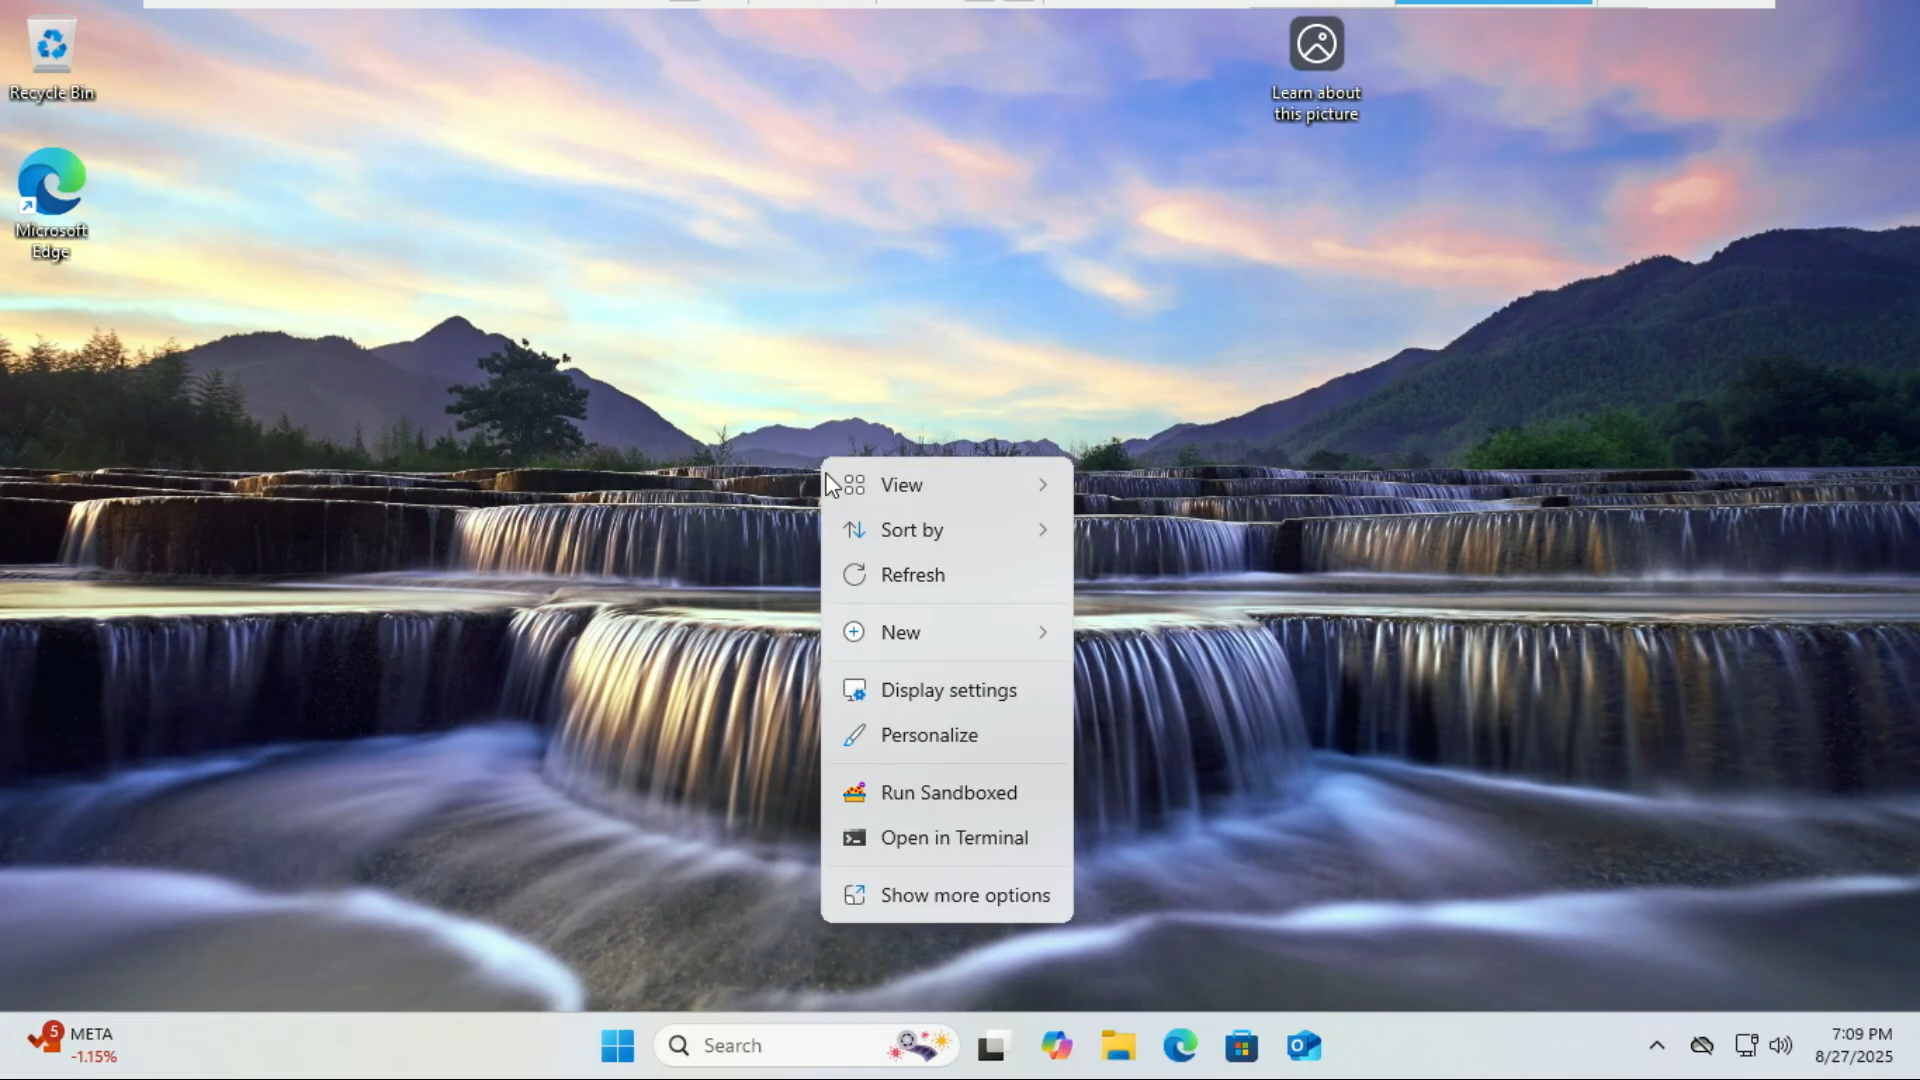 Recycle Bin
Microsoft
Edge
Learn about
this picture
View
Sort by
Refresh
New
Display settings
Personalize
Run Sandboxed
Open in Terminal
Show more options
5
META
-1.15%
Search
7:09 PM
8/27/2025